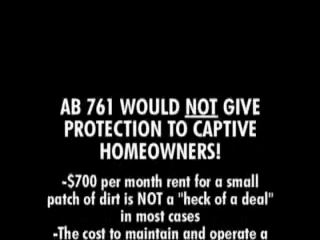 AB 761 WOULD NOT GIVE
PROTECTION TO CAPTIVE
HOMEOWNERS!
-$700 per month rent for a small
patch of dirt is NOT a "heck of a deal"
in most cases
-The cost to maintain and operate a